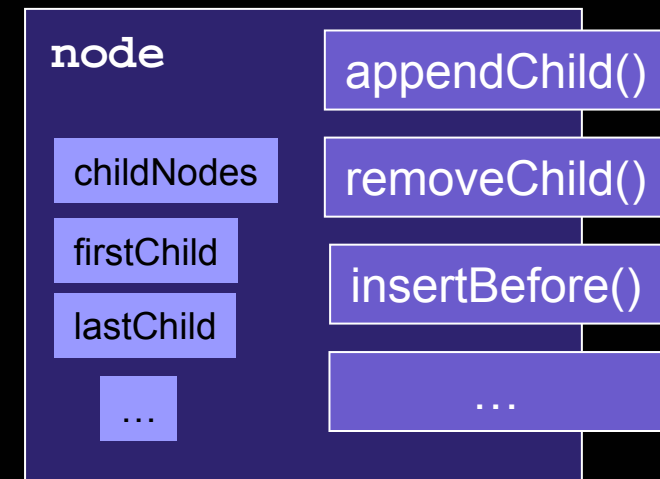 node
childNodes
firstChild
lastChild
…
appendChild()
removeChild()
insertBefore()
…